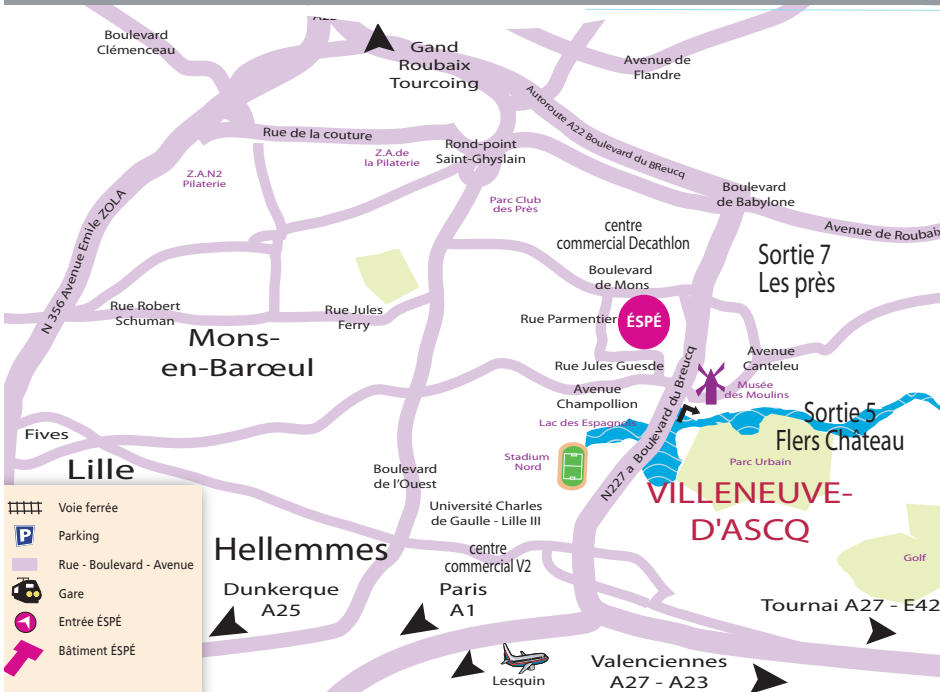 Boulevard
Clémenceau
A22
Gand
Roubaix
Tourcoing
Avenue de
Flandre
Autoroute A22 Boulevard du BReucq
Rue de la couture
Z.A.de
la Pilaterie
Rond-point
Saint-Ghyslain
Z.A.N2
Pilaterie
Parc Club
des Près
Boulevard
de Babylone
Avenue de Roubaix
centre
commercial Decathlon
Sortie 7
Les près
N 356 Avenue Emile ZOLA
Boulevard
de Mons
Rue Robert
Schuman
Rue Jules
Ferry
Rue Parmentier
ÉSPÉ
Mons-
en-Barœul
Rue Jules Guesde
Avenue
Canteleu
N227 a Boulevard du Breucq
Avenue
Champollion
Musée
des Moulins
Lac des Espagnols
Sortie 5
Flers Château
Fives
Lille
Stadium
Nord
Parc Urbain
Boulevard
de l'Ouest
VILLENEUVE-
D'ASCQ
Université Charles
de Gaulle - Lille III
Hellemmes
centre
commercial V2
Golf
Dunkerque
A25
Paris
A1
Tournai A27 - E42
Lesquin
Valenciennes
A27 - A23
Voie ferrée
P
Parking
Rue - Boulevard - Avenue
Gare
Entrée ÉSPÉ
Bâtiment ÉSPÉ